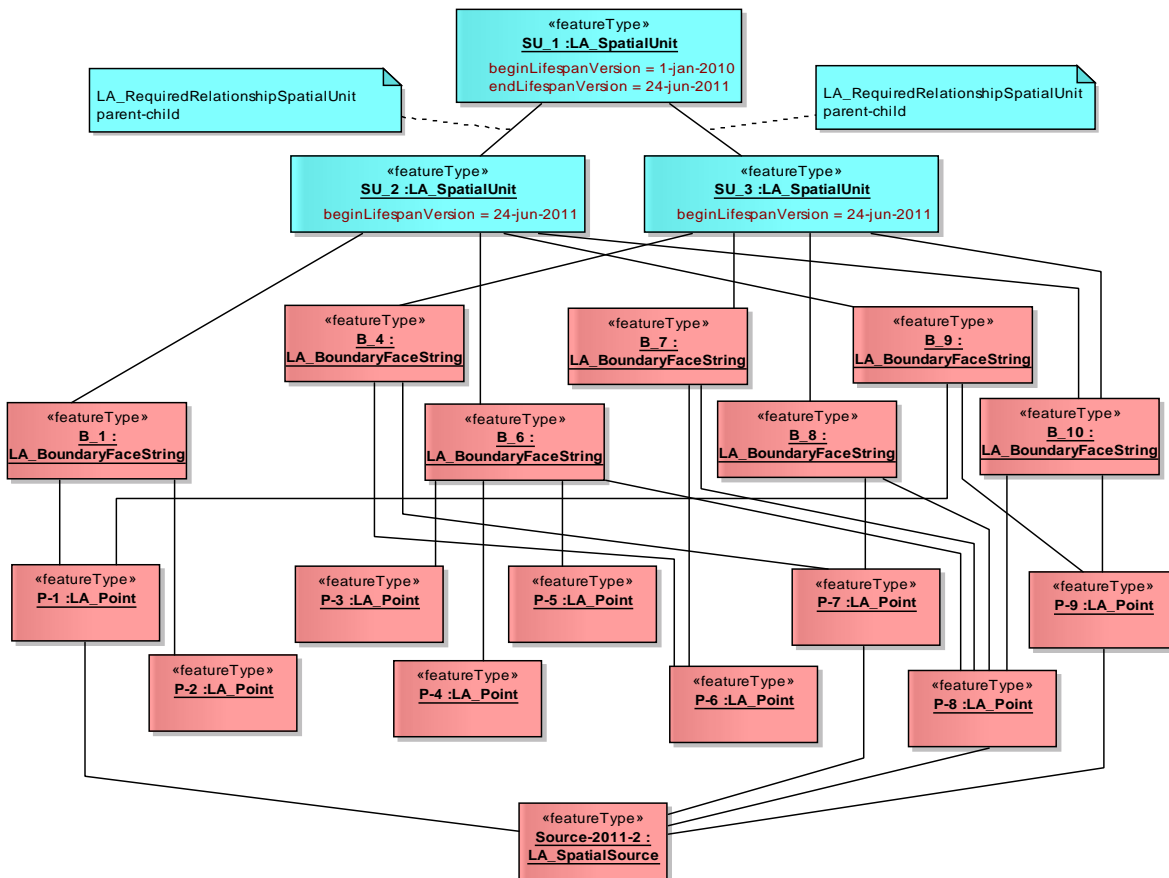 «featureType»
SU_1 :LA_SpatialUnit
beginLifespanVersion = 1-jan-2010
endLifespanVersion = 24-jun-2011
LA_RequiredRelationshipSpatialUnit
parent-child
LA_RequiredRelationshipSpatialUnit
parent-child
«featureType»
SU_2 :LA_SpatialUnit
beginLifespanVersion = 24-jun-2011
«featureType»
SU_3 :LA_SpatialUnit
beginLifespanVersion = 24-jun-2011
«featureType»
B_4 :
LA_BoundaryFaceString
«featureType»
B_7 :
LA_BoundaryFaceString
«featureType»
B_9 :
LA_BoundaryFaceString
«featureType»
B_1 :
LA_BoundaryFaceString
«featureType»
B_6 :
LA_BoundaryFaceString
«featureType»
B_8 :
LA_BoundaryFaceString
«featureType»
B_10 :
LA_BoundaryFaceString
«featureType»
P-1 :LA_Point
«featureType»
P-3 :LA_Point
«featureType»
P-5 :LA_Point
«featureType»
P-7 :LA_Point
«featureType»
P-9 :LA_Point
«featureType»
P-2 :LA_Point
«featureType»
P-4 :LA_Point
«featureType»
P-6 :LA_Point
«featureType»
P-8 :LA_Point
«featureType»
Source-2011-2 :
LA_SpatialSource